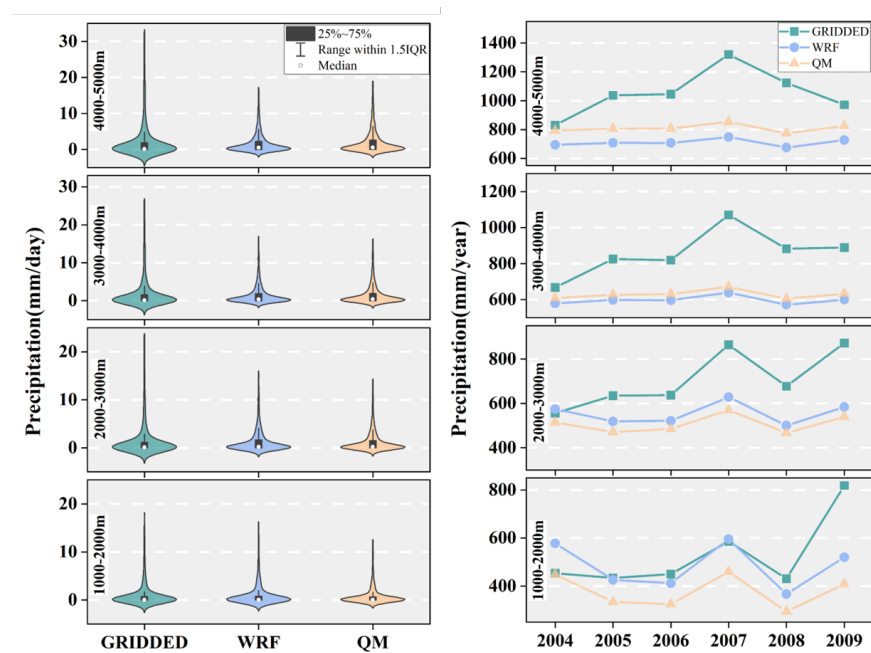 Precipitation(mm/day)
4000-5000m
30
20
10
0
25%~75%
Range within 1.5IQR
Median
3000-4000m
30
20
10
0
2000-3000m
20
10
0
1000-2000m
20
10
0
GRIDDED WRF QM
Precipitation(mm/year)
4000-5000m
1400
1200
1000
800
600
GRIDDED
WRF
QM
3000-4000m
1200
1000
800
600
2000-3000m
800
600
400
1000-2000m
800
600
400
2004 2005 2006 2007 2008 2009